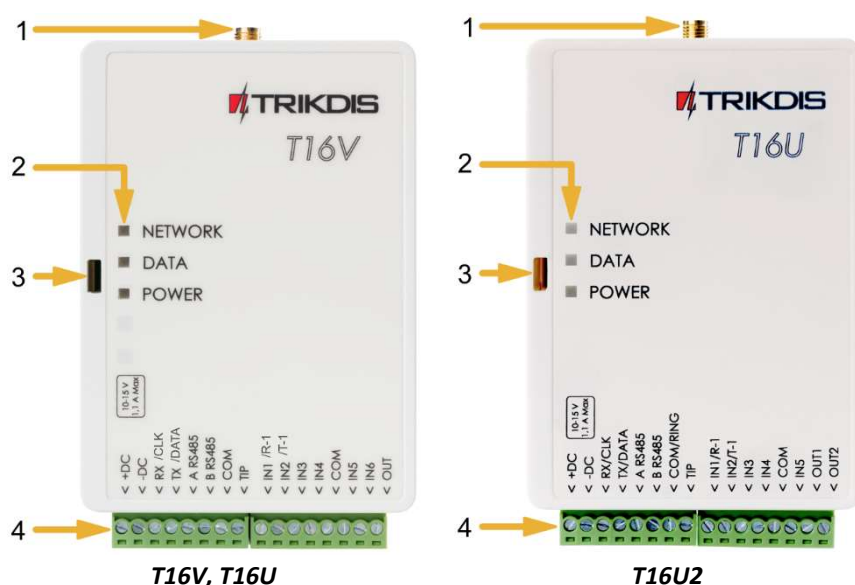 1
TRIKDIS
T16V
2
NETWORK
3
DATA
POWER
10-15 V
1,1 A Max
< +DC
< -DC
< RX /CLK
< TX /DATA
< A RS485
< B RS485
< COM
< TIP
< IN1 /R-1
< IN2 /T-1
< IN3
< IN4
< COM
< IN5
< IN6
< OUT
4
T16V, T16U
1
TRIKDIS
T16U
2
NETWORK
3
DATA
POWER
10-15 V
1,1 A Max
< +DC
< -DC
< RX/CLK
< TX/DATA
< A RS485
< B RS485
< COM/RING
< TIP
< IN1/R-1
< IN2/T-1
< IN3
< IN4
< COM
< IN5
< OUT1
< OUT2
4
T16U2